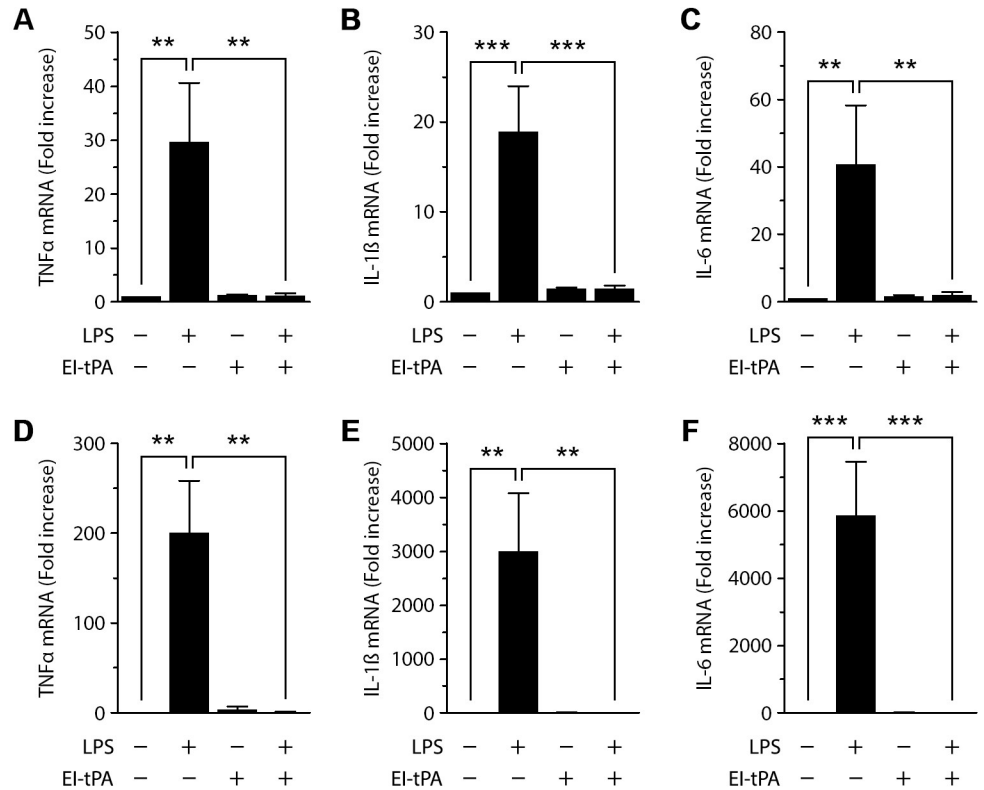 A
TNFα mRNA (Fold increase)
50
40
30
20
10
0
** **
LPS − + − +
EI-tPA − − + +
B
IL-1ß mRNA (Fold increase)
30
20
10
0
*** ***
LPS − + − +
EI-tPA − − + +
C
IL-6 mRNA (Fold increase)
80
60
40
20
0
** **
LPS − + − +
EI-tPA − − + +
D
TNFα mRNA (Fold increase)
300
200
100
0
** **
LPS − + − +
EI-tPA − − + +
E
IL-1ß mRNA (Fold increase)
5000
4000
3000
2000
1000
0
** **
LPS − + − +
EI-tPA − − + +
F
IL-6 mRNA (Fold increase)
8000
6000
4000
2000
0
*** ***
LPS − + − +
EI-tPA − − + +